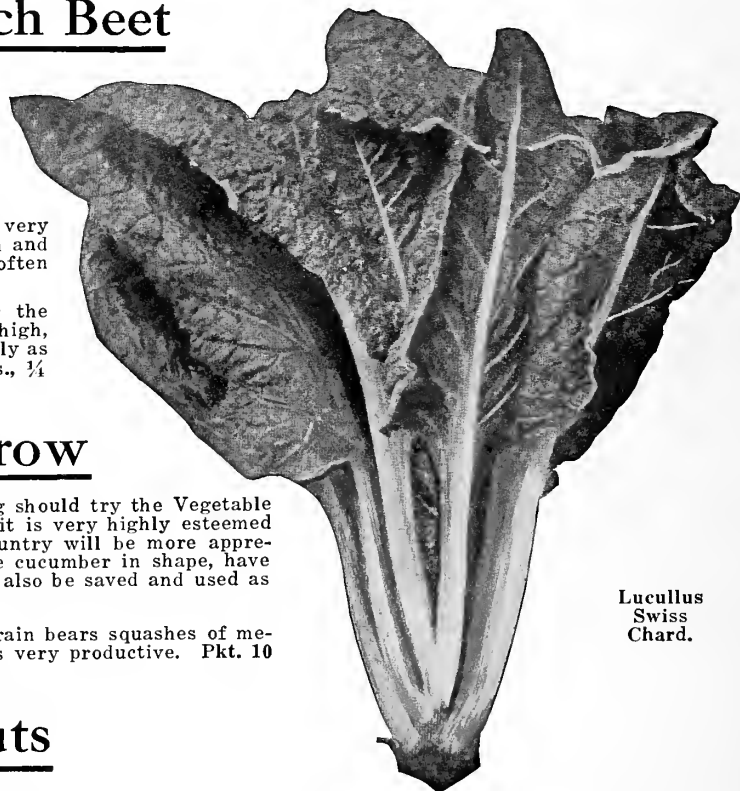 ch Beet
very
and
often
the
high,
ly as
s., ¼
row
g should try the Vegetable
it is very highly esteemed
untry will be more appre-
e cucumber in shape, have
also be saved and used as
rain bears squashes of me-
s very productive. Pkt. 10
Lucullus
Swiss
Chard.
uts